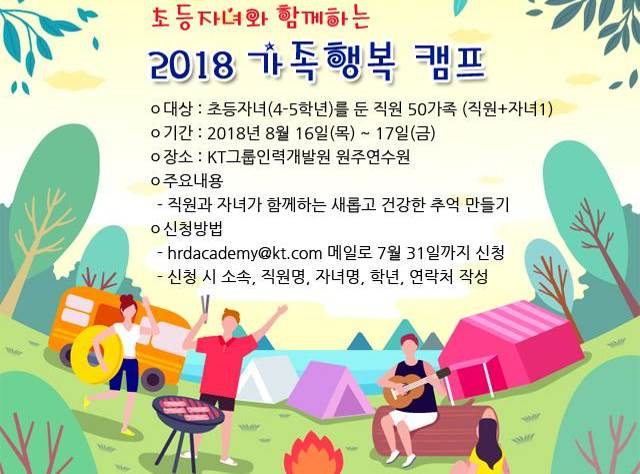 초등자녀와 함께하는
2018 가족행복 캠프
o 대상 : 초등자녀(4-5학년)를 둔 직원 50가족 (직원+자녀1)
o 기간 : 2018년 8월 16일(목) ~ 17일(금)
o 장소 : KT그룹인력개발원 원주연수원
o 주요내용
- 직원과 자녀가 함께하는 새롭고 건강한 추억 만들기
o 신청방법
- hrdacademy@kt.com 메일로 7월 31일까지 신청
- 신청 시 소속, 직원명, 자녀명, 학년, 연락처 작성